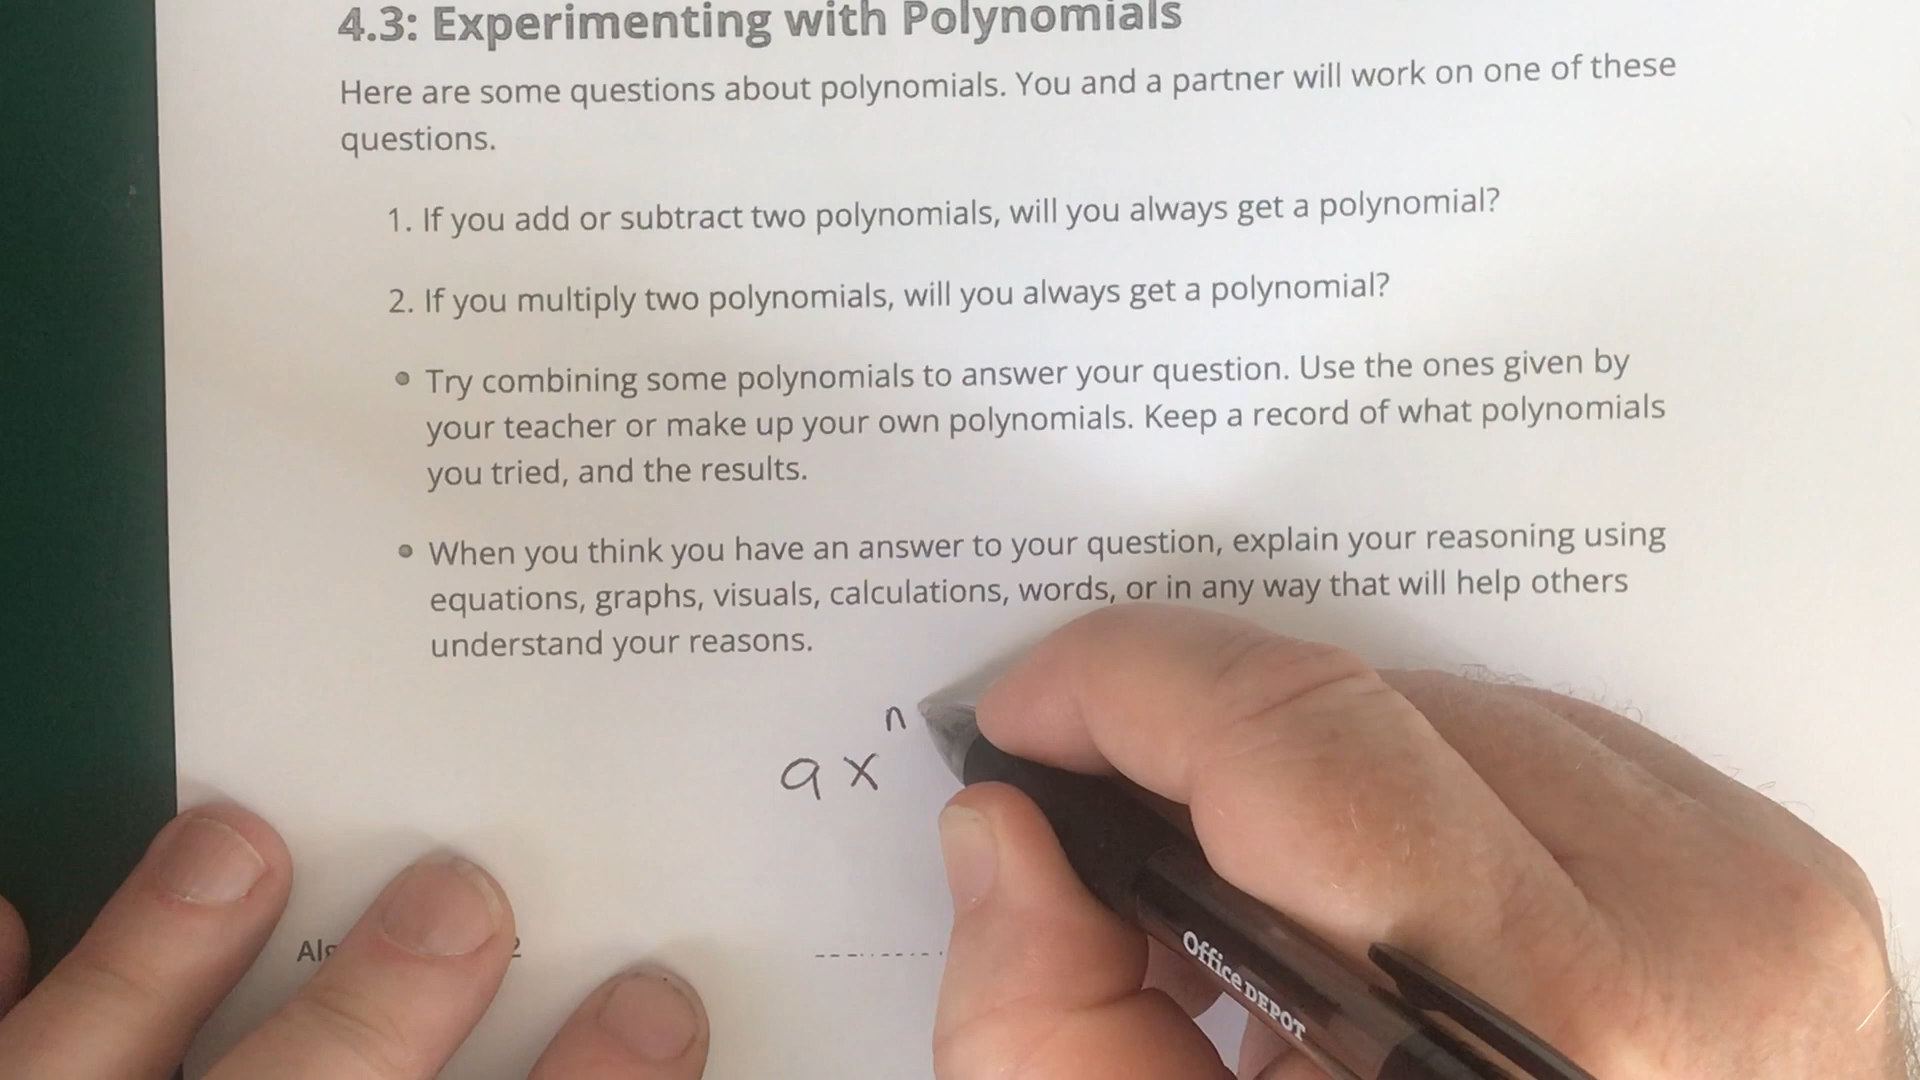 4.3: Experimenting with Polynomials
Here are some questions about polynomials. You and a partner will work on one of these
questions.
1. If you add or subtract two polynomials, will you always get a polynomial?
2. If you multiply two polynomials, will you always get a polynomial?
• Try combining some polynomials to answer your question. Use the ones given by
your teacher or make up your own polynomials. Keep a record of what polynomials
you tried, and the results.
• When you think you have an answer to your question, explain your reasoning using
equations, graphs, visuals, calculations, words, or in any way that will help others
understand your reasons.
a x^n
Office DEPOT